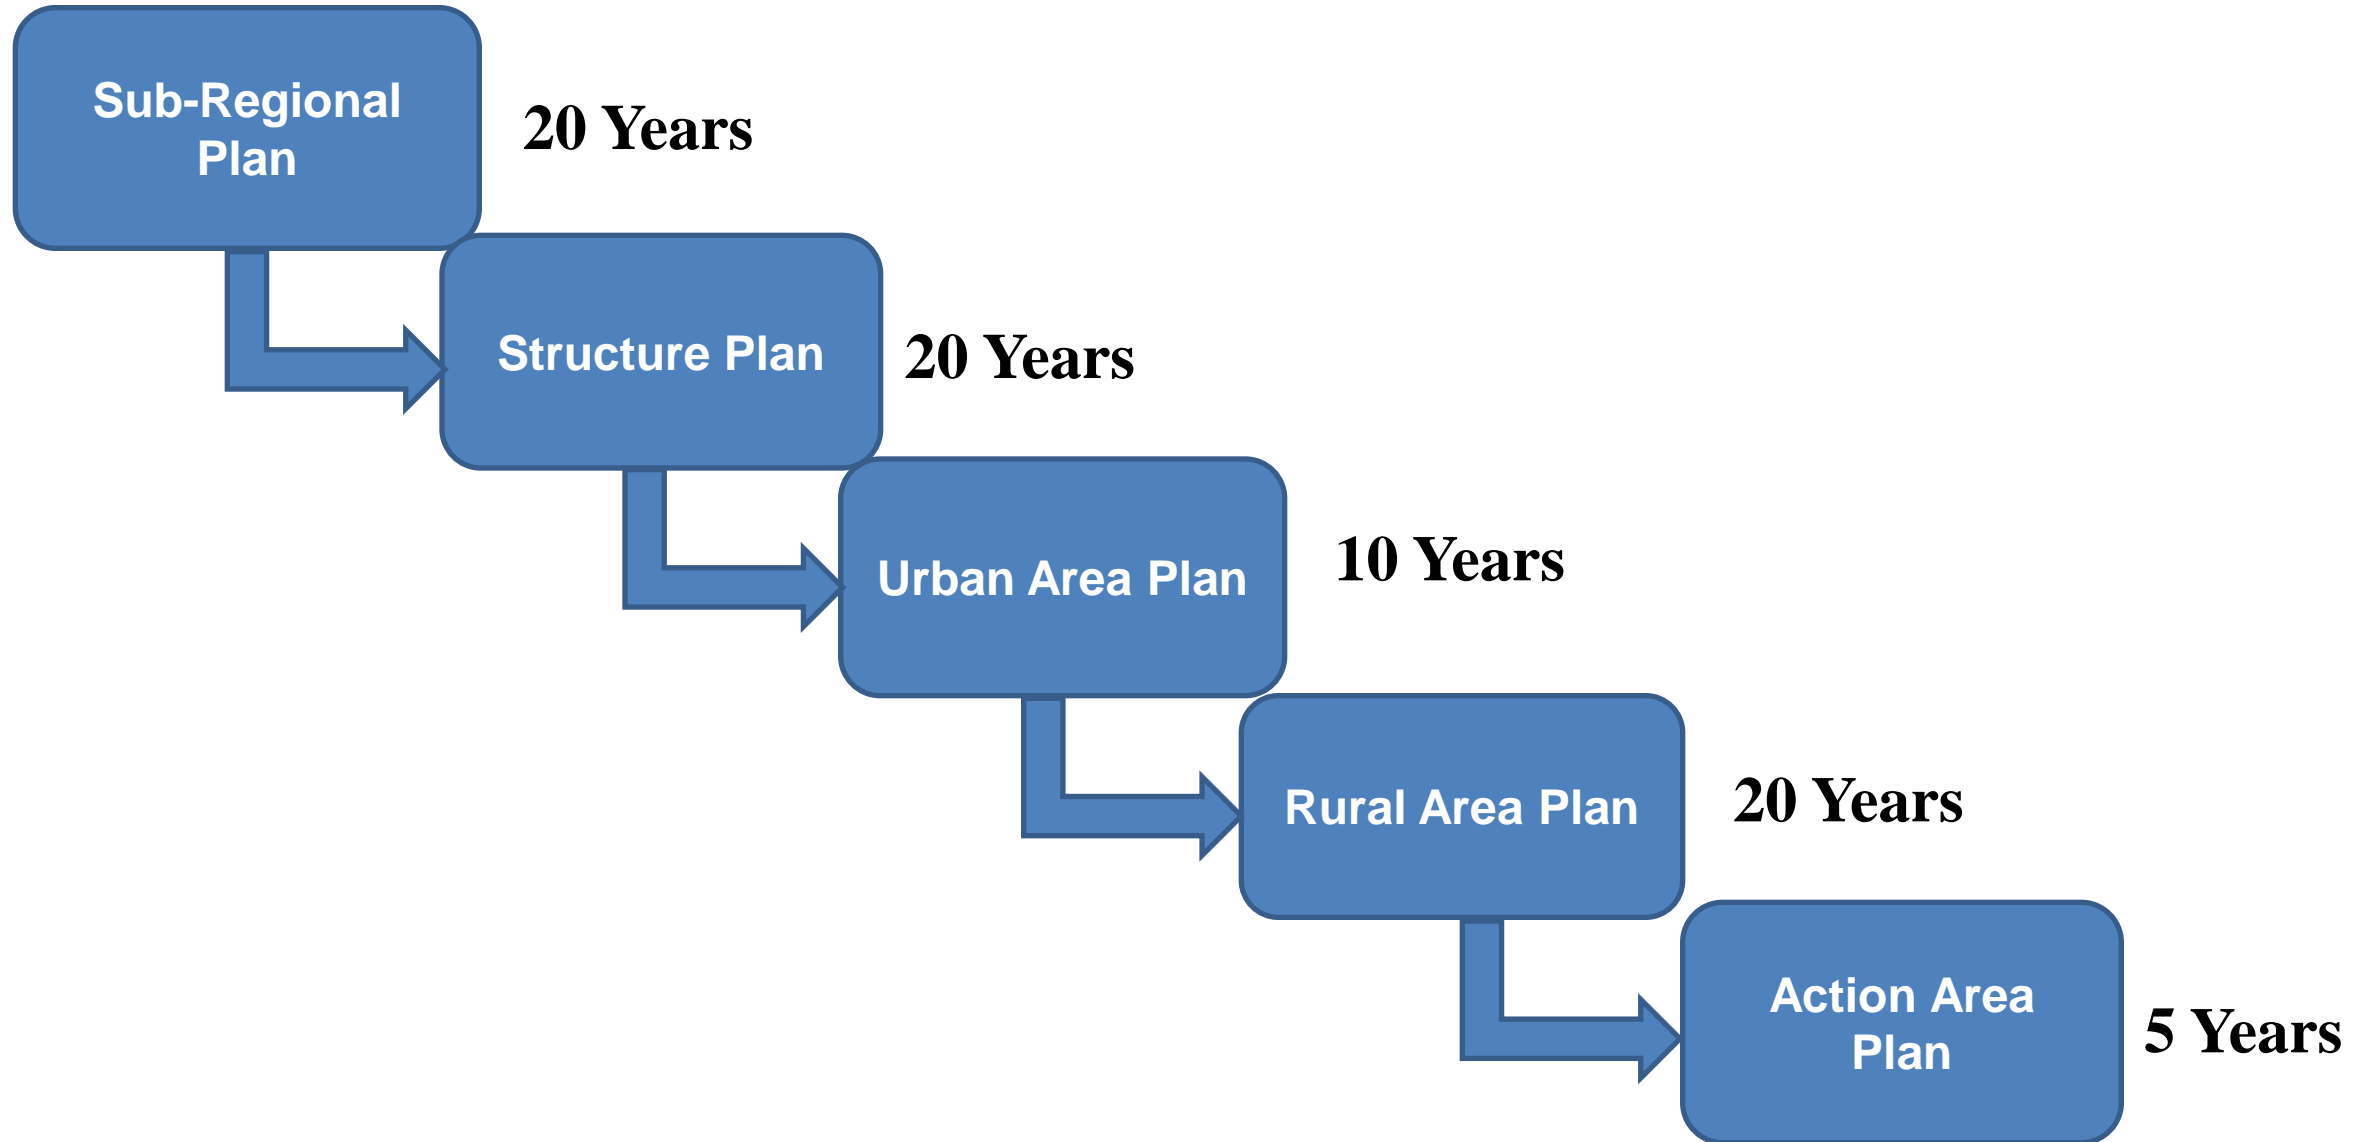 Sub-Regional
Plan
20 Years
Structure Plan
20 Years
Urban Area Plan
10 Years
Rural Area Plan
20 Years
Action Area
Plan
5 Years